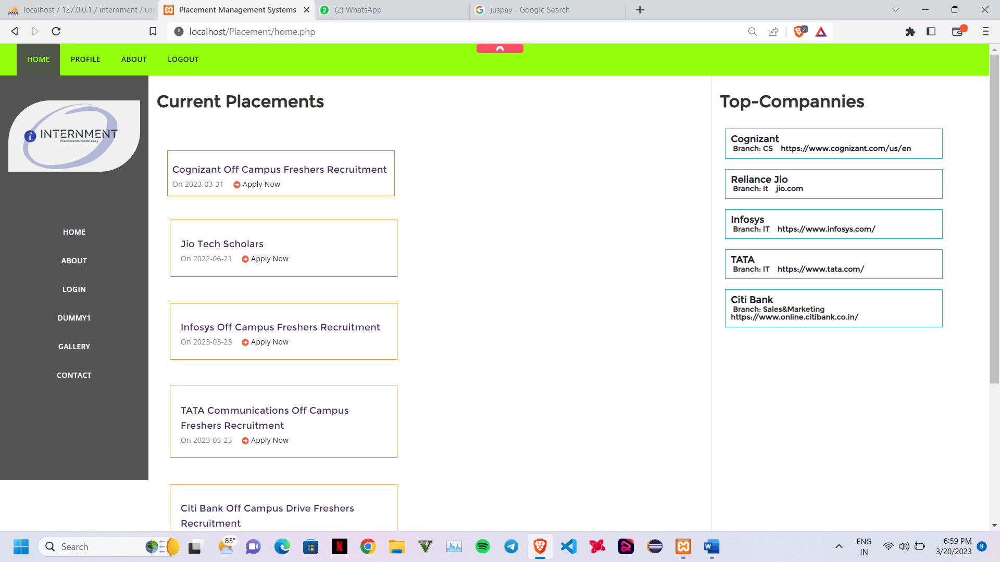 localhost / 127.0.0.1 / internment / use
Placement Management Systems
(2) WhatsApp
juspay - Google Search
localhost/Placement/home.php
2
HOME
PROFILE
ABOUT
LOGOUT
i INTERNMENT
Placements made easy
HOME
ABOUT
LOGIN
DUMMY1
GALLERY
CONTACT
Current Placements
Cognizant Off Campus Freshers Recruitment
On 2023-03-31 Apply Now
Jio Tech Scholars
On 2022-06-21 Apply Now
Infosys Off Campus Freshers Recruitment
On 2023-03-23 Apply Now
TATA Communications Off Campus
Freshers Recruitment
On 2023-03-23 Apply Now
Citi Bank Off Campus Drive Freshers
Recruitment
Top-Compannies
Cognizant
Branch: CS https://www.cognizant.com/us/en
Reliance Jio
Branch: It jio.com
Infosys
Branch: IT https://www.infosys.com/
TATA
Branch: IT https://www.tata.com/
Citi Bank
Branch: Sales&Marketing
https://www.online.citibank.co.in/
Search
85°
ENG
IN
6:59 PM
3/20/2023
9